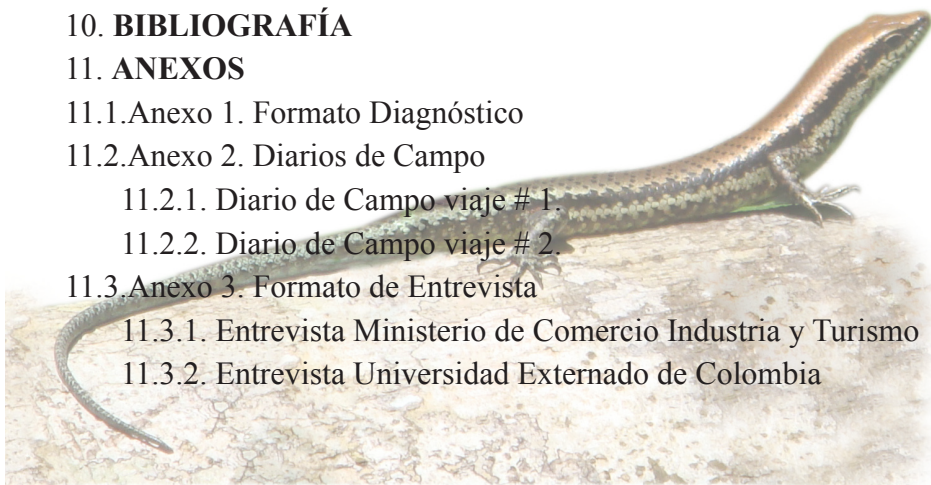 10. BIBLIOGRAFÍA
11. ANEXOS
11.1.Anexo 1. Formato Diagnóstico
11.2.Anexo 2. Diarios de Campo
11.2.1. Diario de Campo viaje # 1.
11.2.2. Diario de Campo viaje # 2.
11.3.Anexo 3. Formato de Entrevista
11.3.1. Entrevista Ministerio de Comercio Industria y Turismo
11.3.2. Entrevista Universidad Externado de Colombia